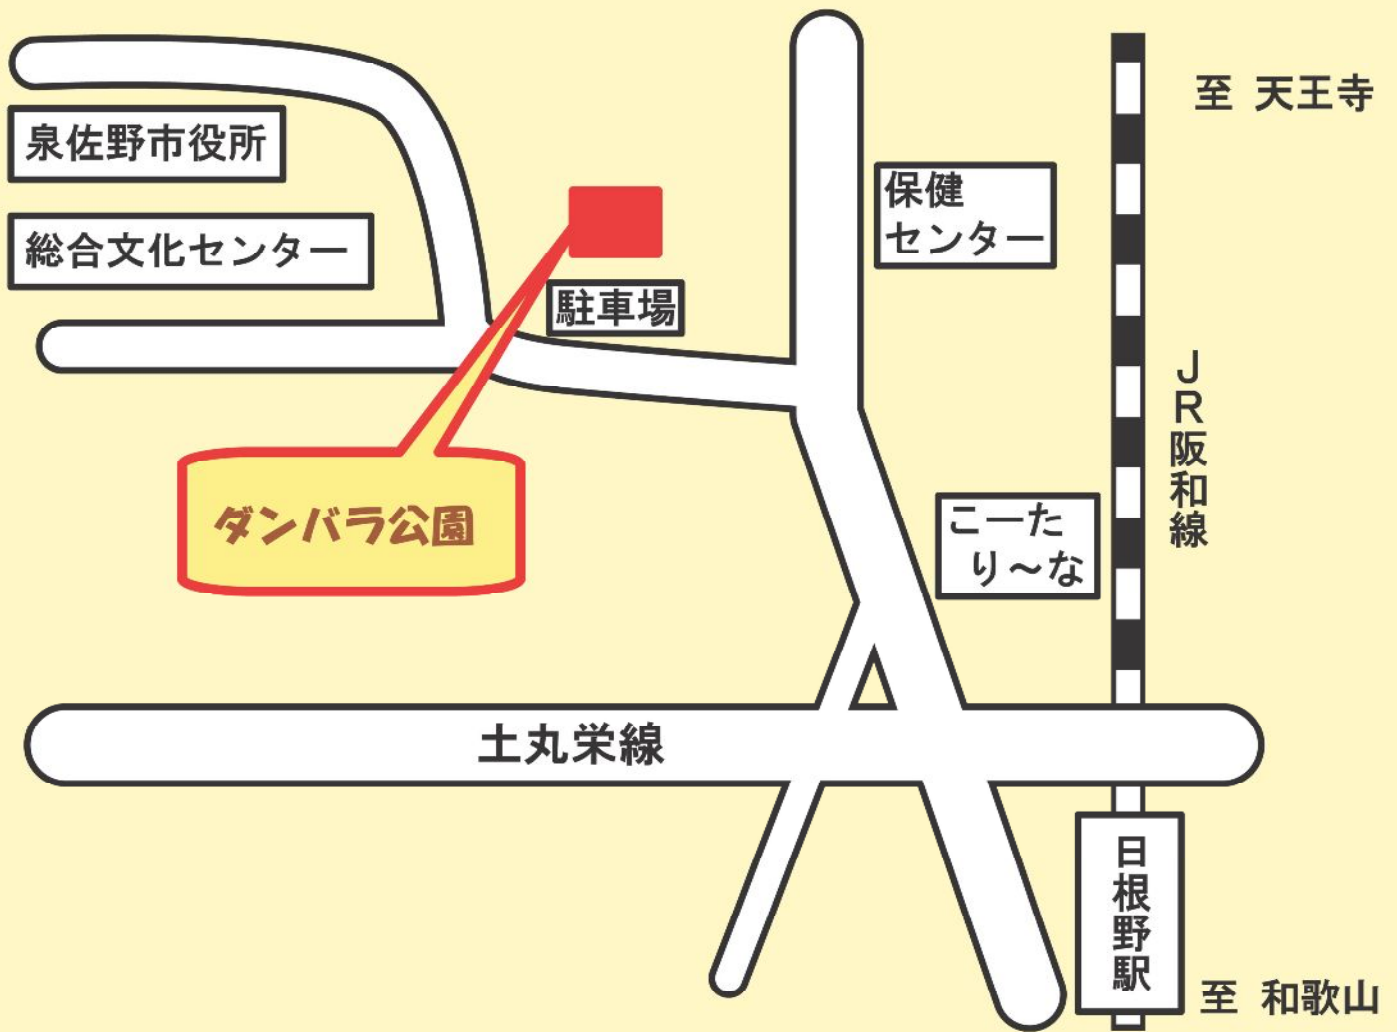 至 天王寺
泉佐野市役所
保健
センター
総合文化センター
駐車場
JR阪和線
ダンバラ公園
こーた
り～な
土丸栄線
日根野駅
至 和歌山